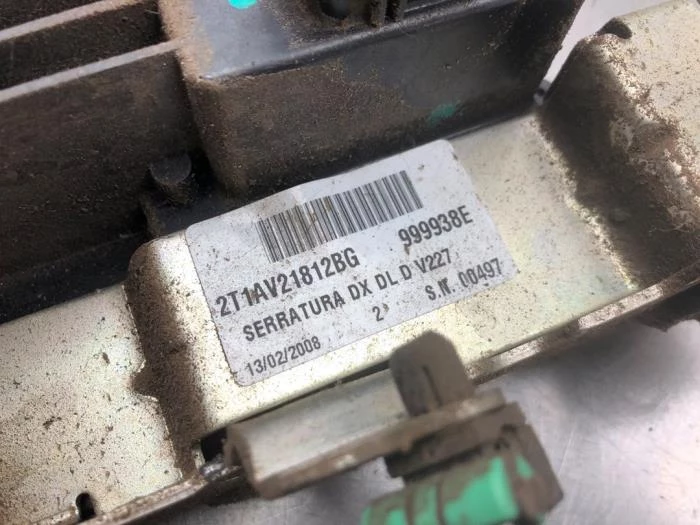 999938E
2T1AV21812BG
SERRATURA DX DL D V227
13/02/2008 2 S.N. 00497